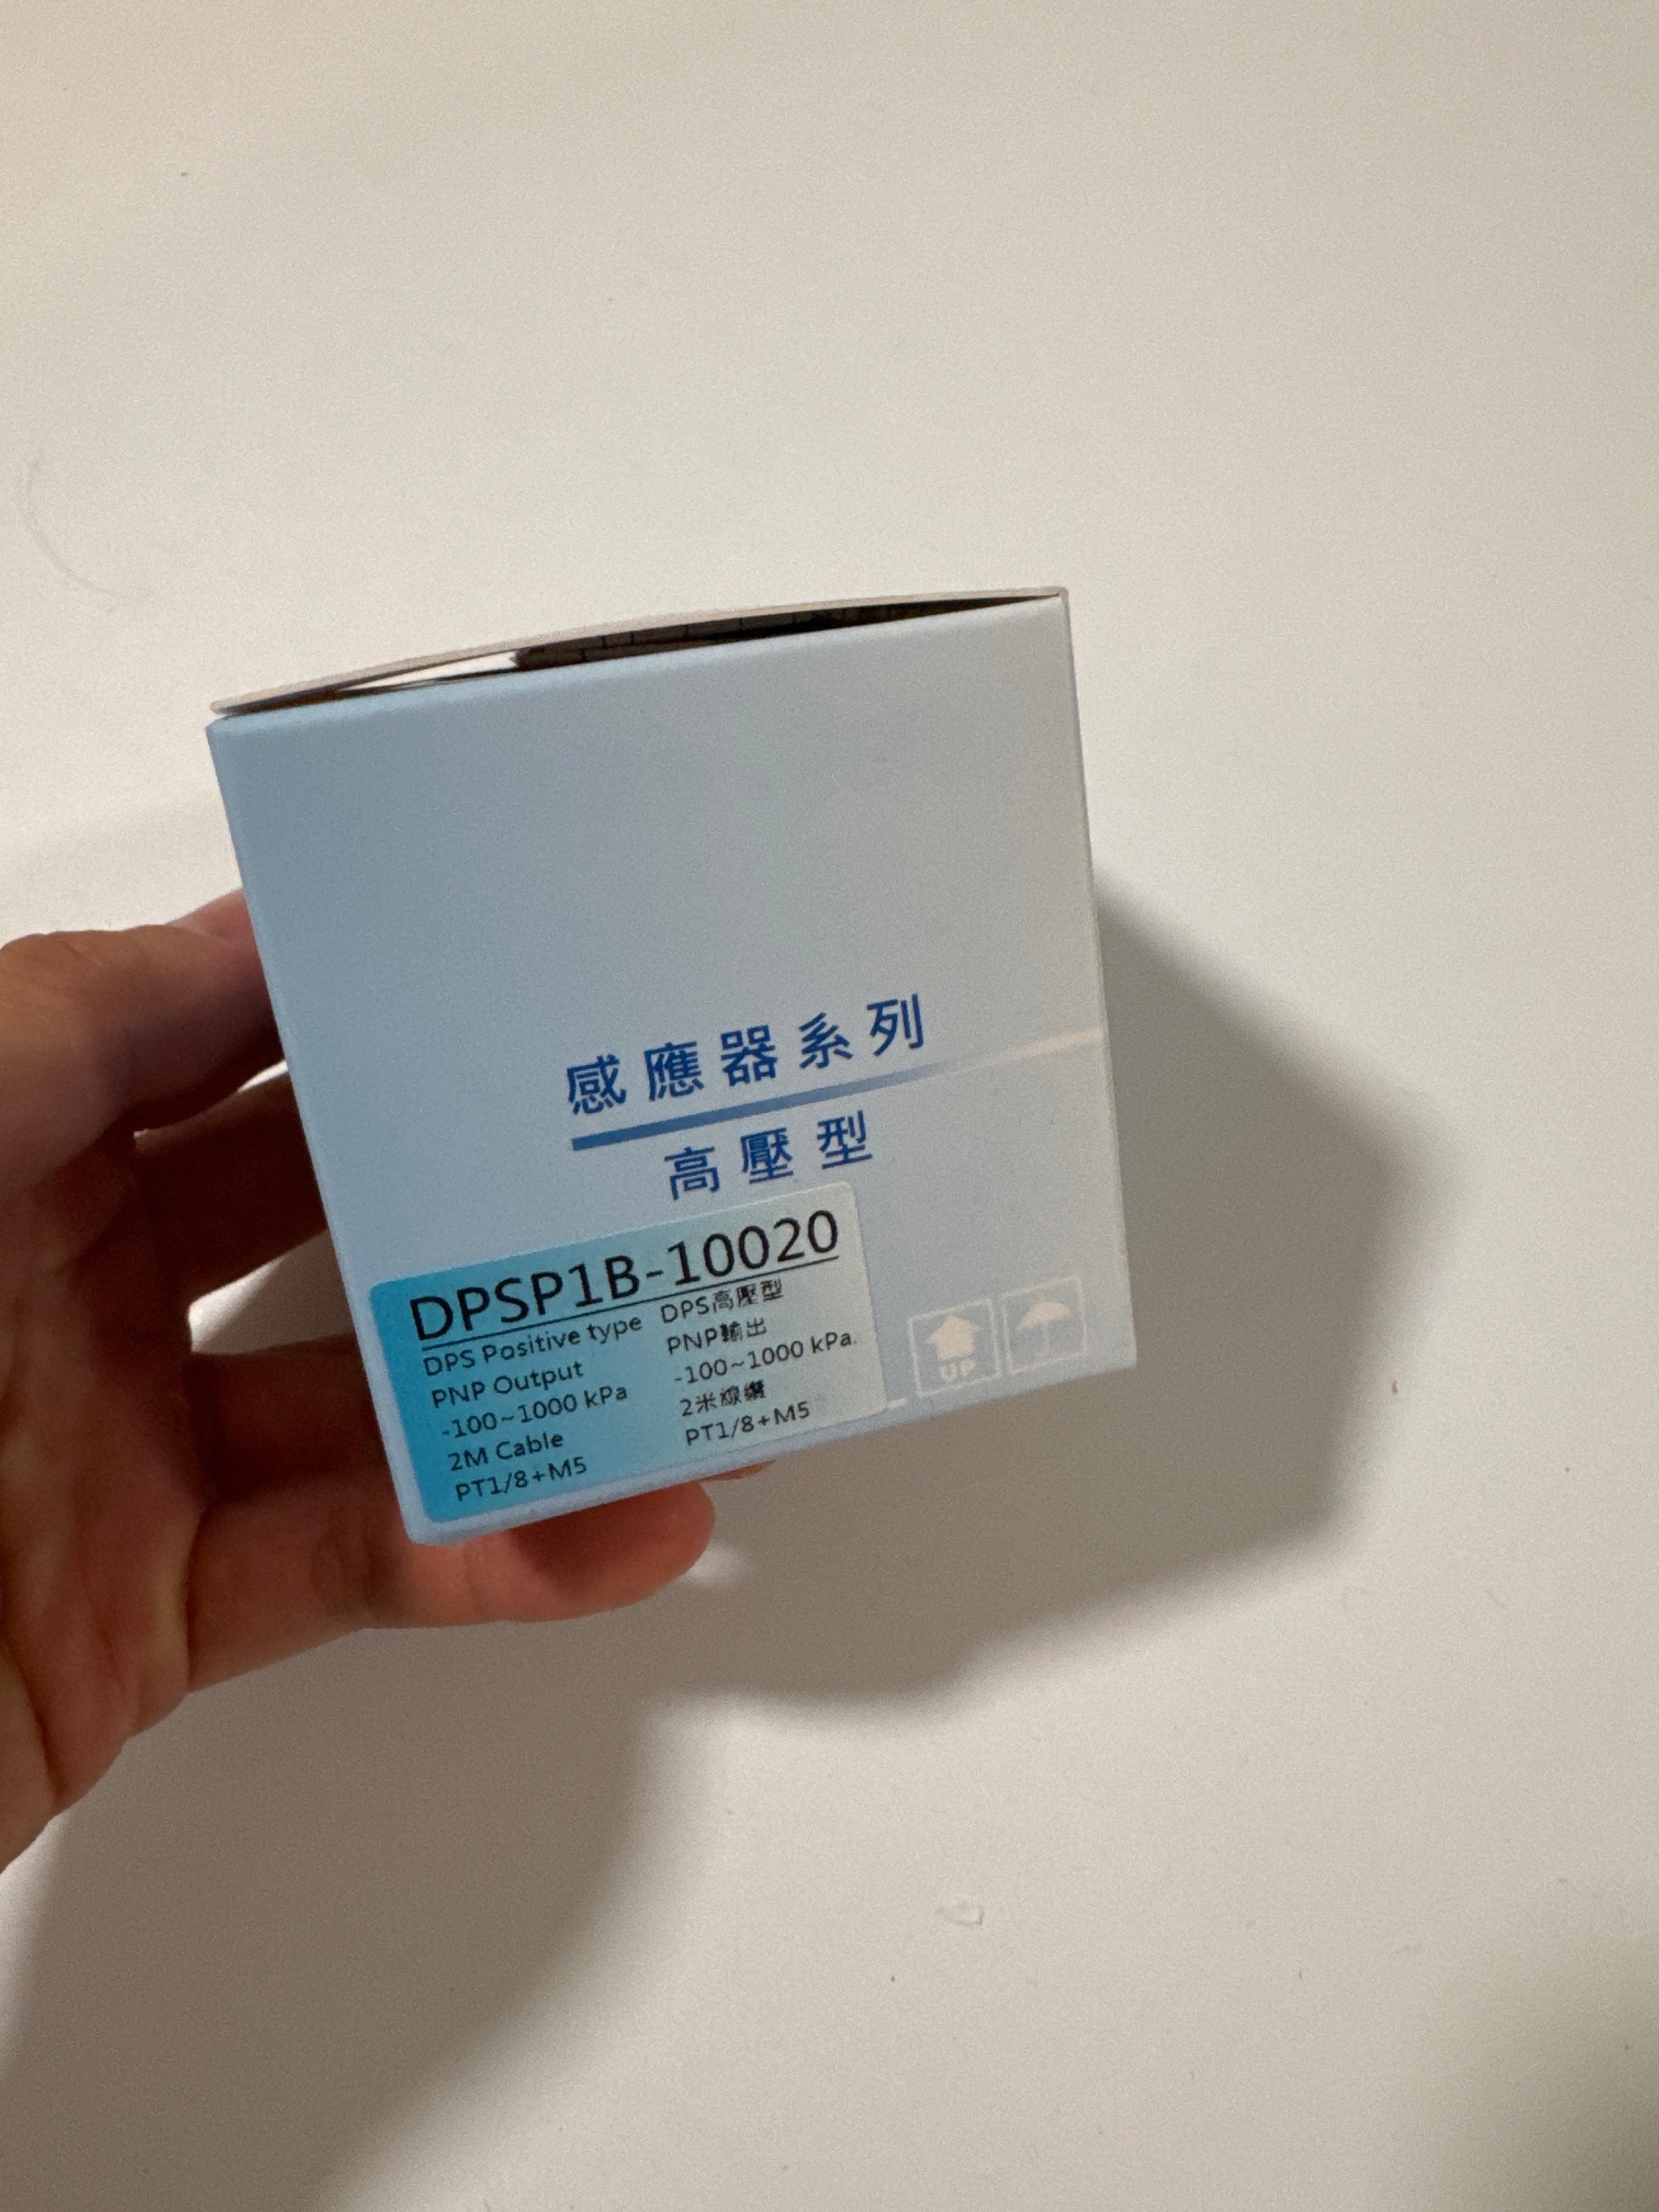 感應器系列
高壓型
DPSP1B-10020
DPS Positive type
PNP Output
-100~1000 kPa
2M Cable
PT1/8+M5
DPS高壓型
PNP輸出
-100~1000 kPa.
2米線纜
PT1/8+M5
UP